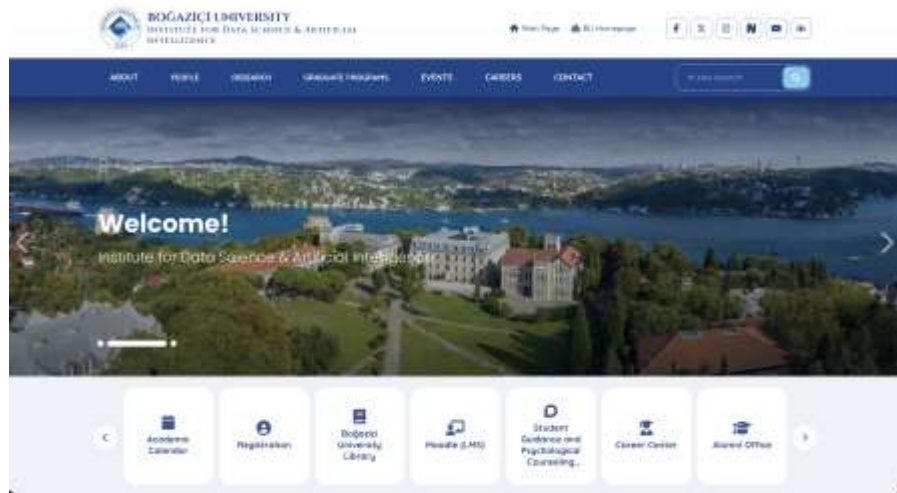 BOĞAZİÇİ UNIVERSITY
INSTITUTE FOR DATA SCIENCE & ARTIFICIAL
INTELLIGENCE
Main Page BU Homepage
ABOUT PEOPLE RESEARCH GRADUATE PROGRAMS EVENTS CAREERS CONTACT
Welcome!
Institute for Data Science & Artificial Intelligence
Academic
Calendar
Registration
Boğaziçi
University
Library
Moodle (LMS)
Student
Guidance and
Psychological
Counseling...
Career Center
Alumni Office